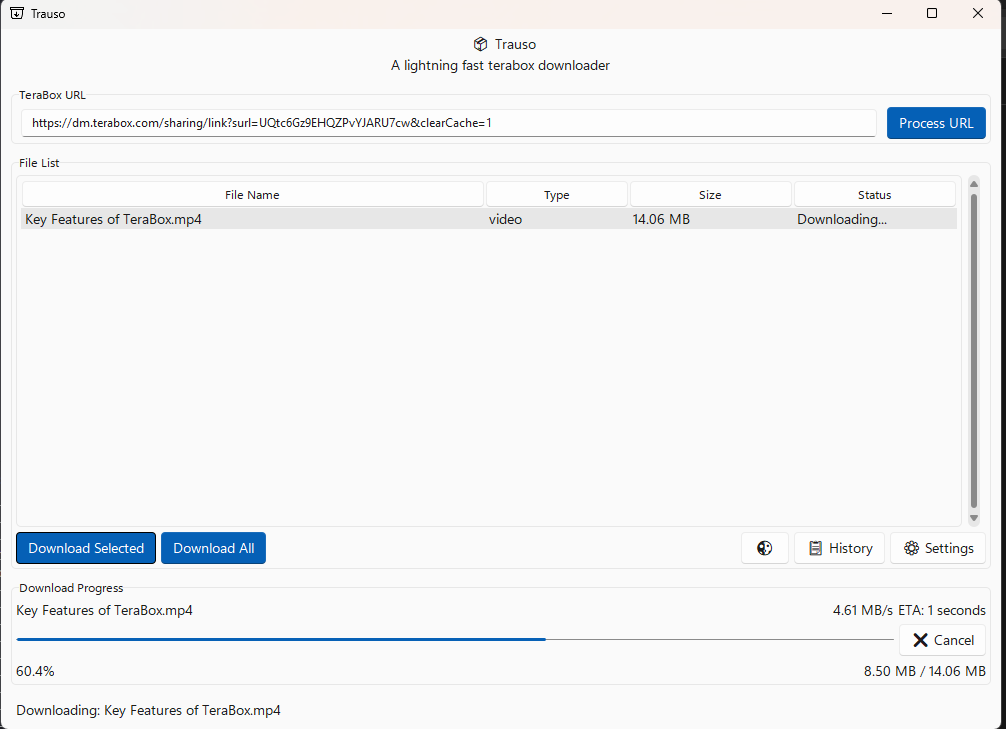 Trauso
Trauso
A lightning fast terabox downloader
TeraBox URL
https://dm.terabox.com/sharing/link?surl=UQtc6Gz9EHQZPvYJARU7cw&clearCache=1
Process URL
File List
File Name Type Size Status
Key Features of TeraBox.mp4 video 14.06 MB Downloading...
Download Selected Download All History Settings
Download Progress
Key Features of TeraBox.mp4 4.61 MB/s ETA: 1 seconds
Cancel
60.4% 8.50 MB / 14.06 MB
Downloading: Key Features of TeraBox.mp4